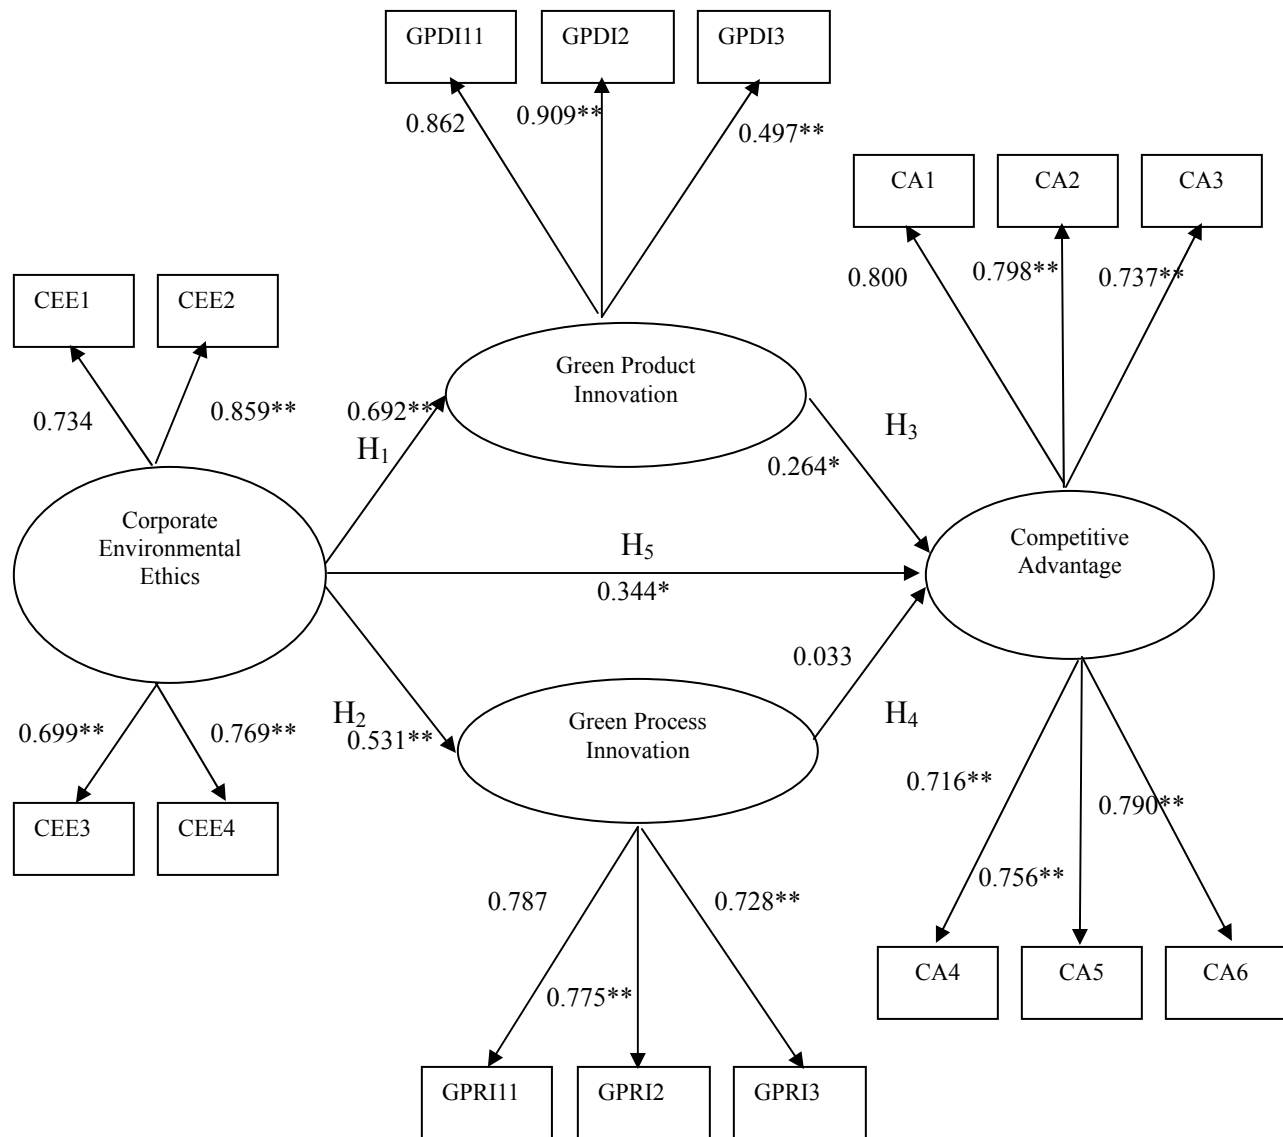 GPDI11
GPDI2
GPDI3
0.862
0.909**
0.497**
CA1
CA2
CA3
0.800
0.798**
0.737**
CEE1
CEE2
0.734
0.859**
Green Product
Innovation
0.692**
H₁
H₃
0.264*
Corporate
Environmental
Ethics
H₅
0.344*
Competitive
Advantage
0.033
H₂
0.531**
Green Process
Innovation
H₄
0.699**
0.769**
CEE3
CEE4
0.716**
0.790**
0.756**
0.787
0.728**
0.775**
CA4
CA5
CA6
GPRI11
GPRI2
GPRI3